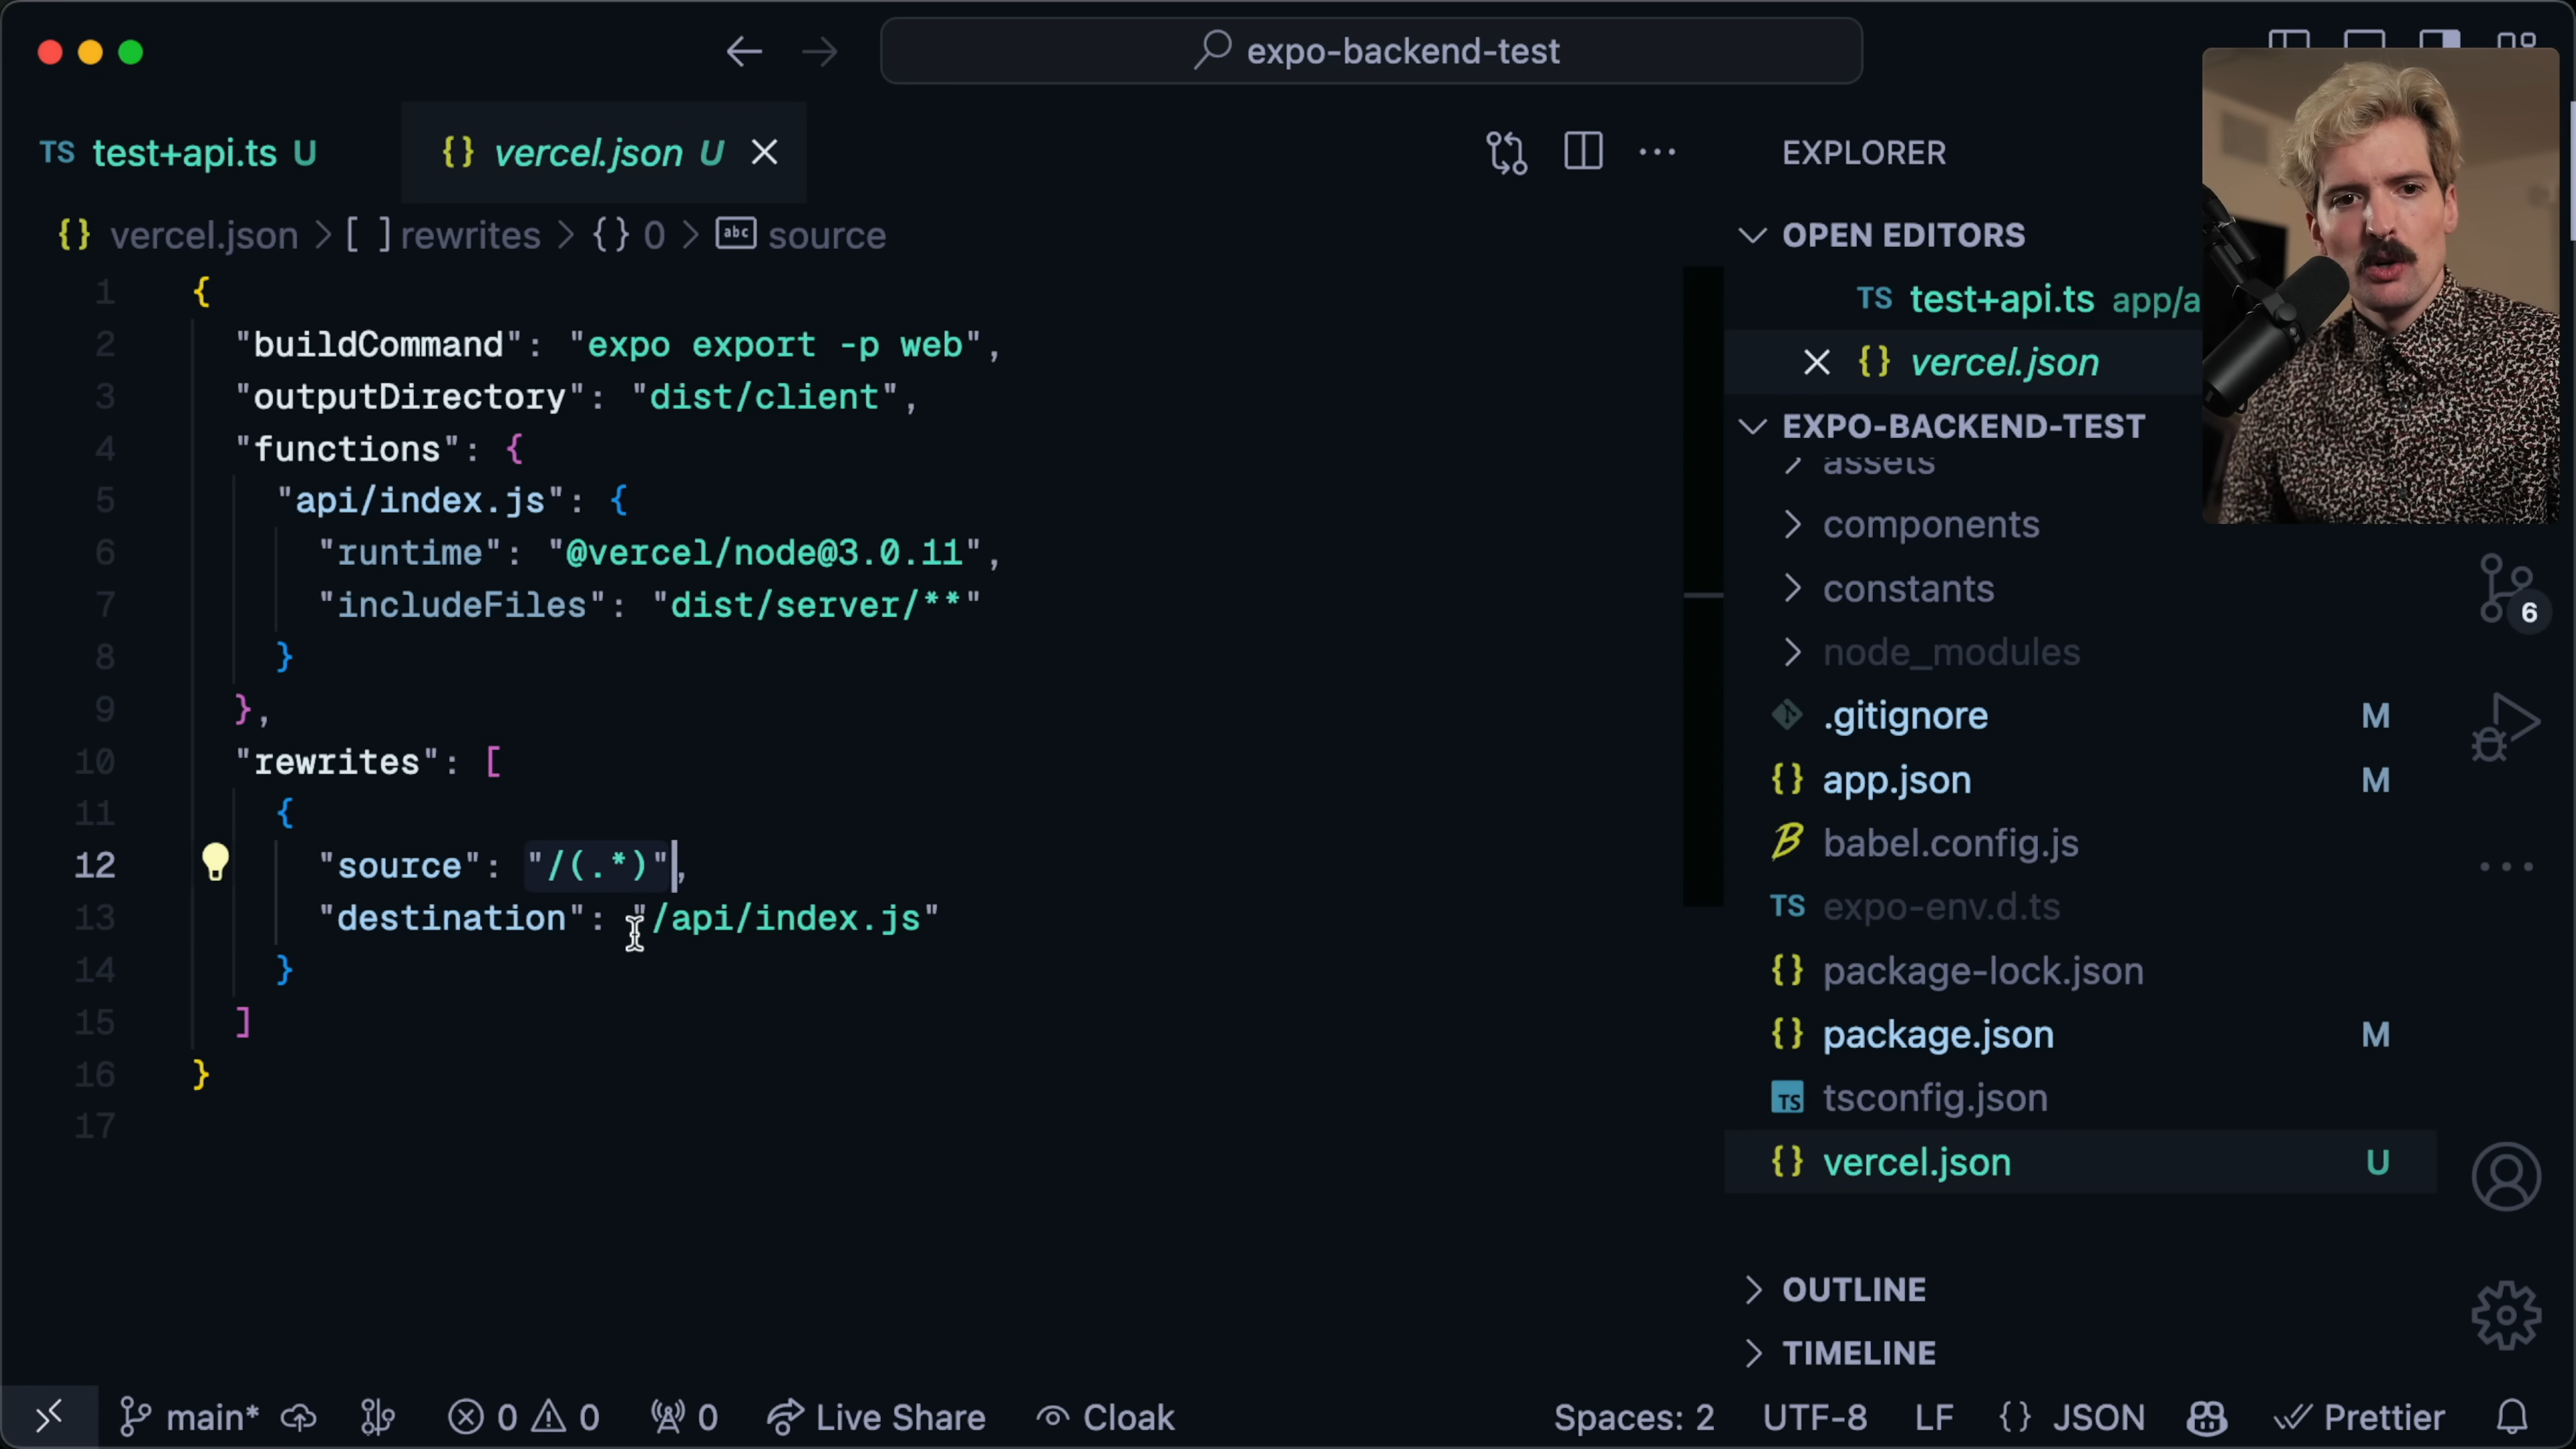 expo-backend-test
TS test+api.ts U
{} vercel.json U
EXPLORER
{} vercel.json > [ ] rewrites > {} 0 > abc source
OPEN EDITORS
TS test+api.ts app/a
{} vercel.json
EXPO-BACKEND-TEST
1 {
2 "buildCommand": "expo export -p web",
3 "outputDirectory": "dist/client",
4 "functions": {
5 "api/index.js": {
6 "runtime": "@vercel/node@3.0.11",
7 "includeFiles": "dist/server/**"
8 }
9 },
10 "rewrites": [
11 {
12 "source": "/(.*)",
13 "destination": "/api/index.js"
14 }
15 ]
16 }
17
assets
components
constants
node_modules
.gitignore M
{} app.json M
babel.config.js
TS expo-env.d.ts
{} package-lock.json
{} package.json M
TS tsconfig.json
{} vercel.json U
6
OUTLINE
TIMELINE
main* 0 0 0 Live Share Cloak Spaces: 2 UTF-8 LF {} JSON Prettier